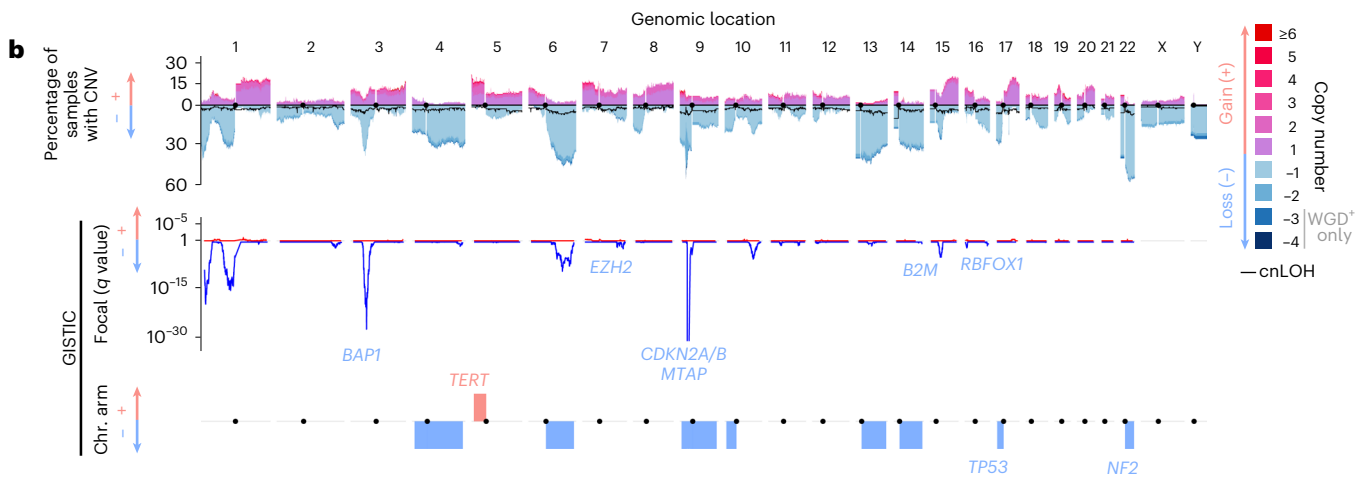 b
Genomic location
1 2 3 4 5 6 7 8 9 10 11 12 13 14 15 16 17 18 19 20 21 22 X Y
Percentage of
samples
with CNV
+
–
30
15
0
30
60
Gain (+)
Loss (–)
≥6
5
4
3
2
1
–1
–2
–3
–4
WGD+
only
Copy number
cnLOH
GISTIC
Focal (q value)
+
–
10–5
1
10–15
10–30
EZH2
B2M
RBFOX1
BAP1
CDKN2A/B
MTAP
Chr. arm
+
–
TERT
TP53
NF2